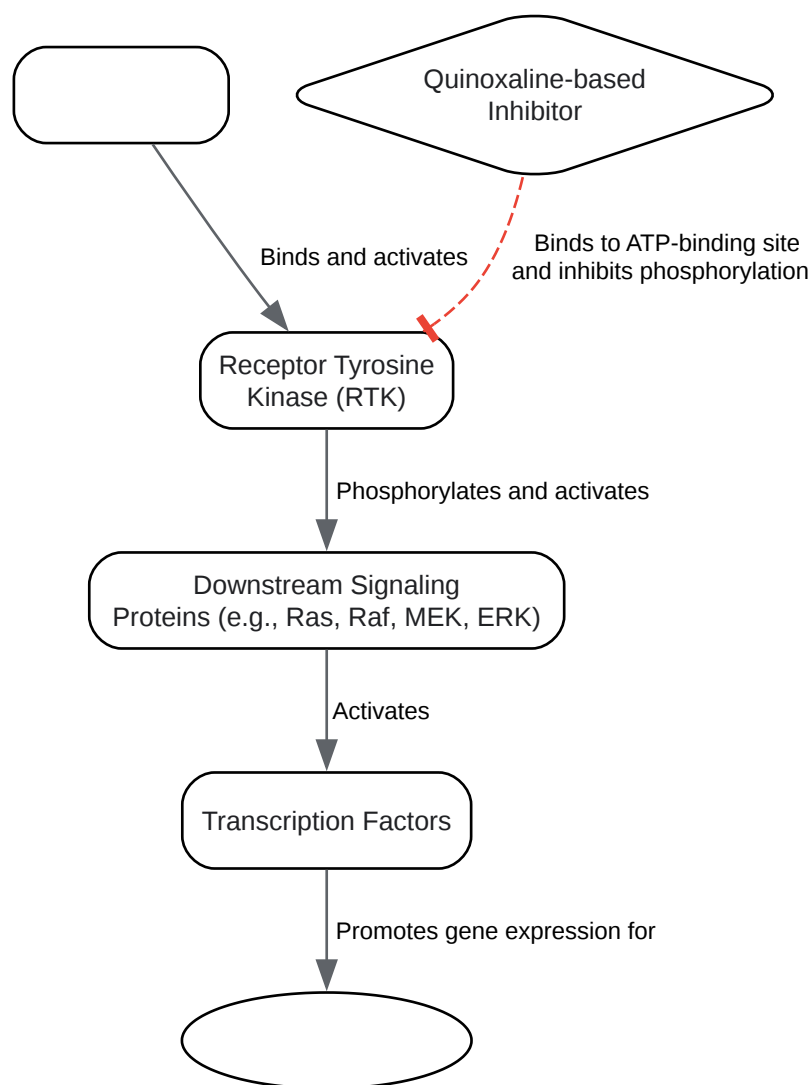 Quinoxaline-based
Inhibitor
Binds and activates
Binds to ATP-binding site
and inhibits phosphorylation
Receptor Tyrosine
Kinase (RTK)
Phosphorylates and activates
Downstream Signaling
Proteins (e.g., Ras, Raf, MEK, ERK)
Activates
Transcription Factors
Promotes gene expression for